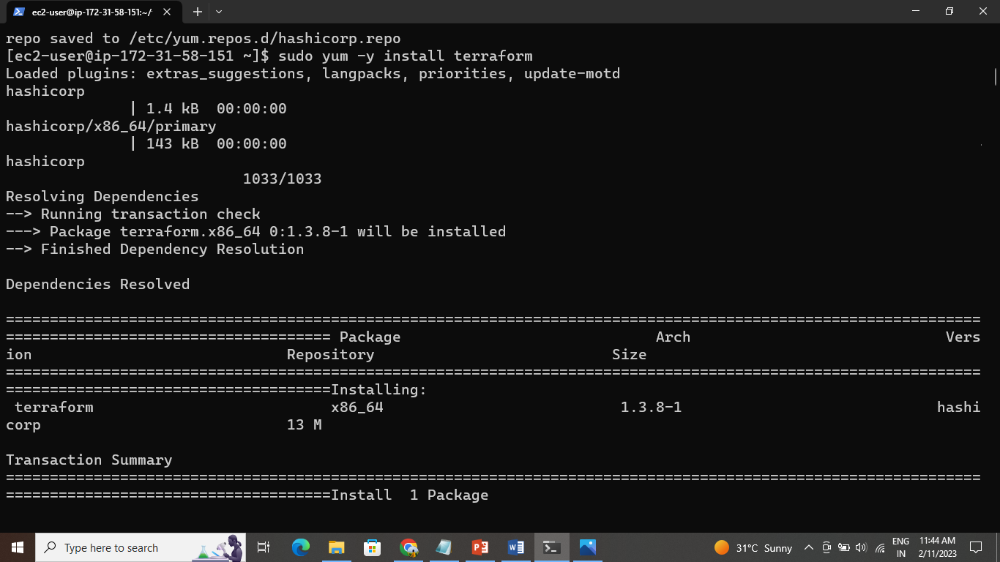 ec2-user@ip-172-31-58-151:~/
repo saved to /etc/yum.repos.d/hashicorp.repo
[ec2-user@ip-172-31-58-151 ~]$ sudo yum -y install terraform
Loaded plugins: extras_suggestions, langpacks, priorities, update-motd
hashicorp
| 1.4 kB  00:00:00
hashicorp/x86_64/primary
| 143 kB  00:00:00
hashicorp
1033/1033
Resolving Dependencies
--> Running transaction check
---> Package terraform.x86_64 0:1.3.8-1 will be installed
--> Finished Dependency Resolution
Dependencies Resolved
===============================================================================================================
===================================== Package Arch Vers
ion Repository Size
===============================================================================================================
=====================================Installing:
terraform x86_64 1.3.8-1 hashi
corp 13 M
Transaction Summary
===============================================================================================================
=====================================Install  1 Package
Type here to search
31°C Sunny
ENG
IN
11:44 AM
2/11/2023